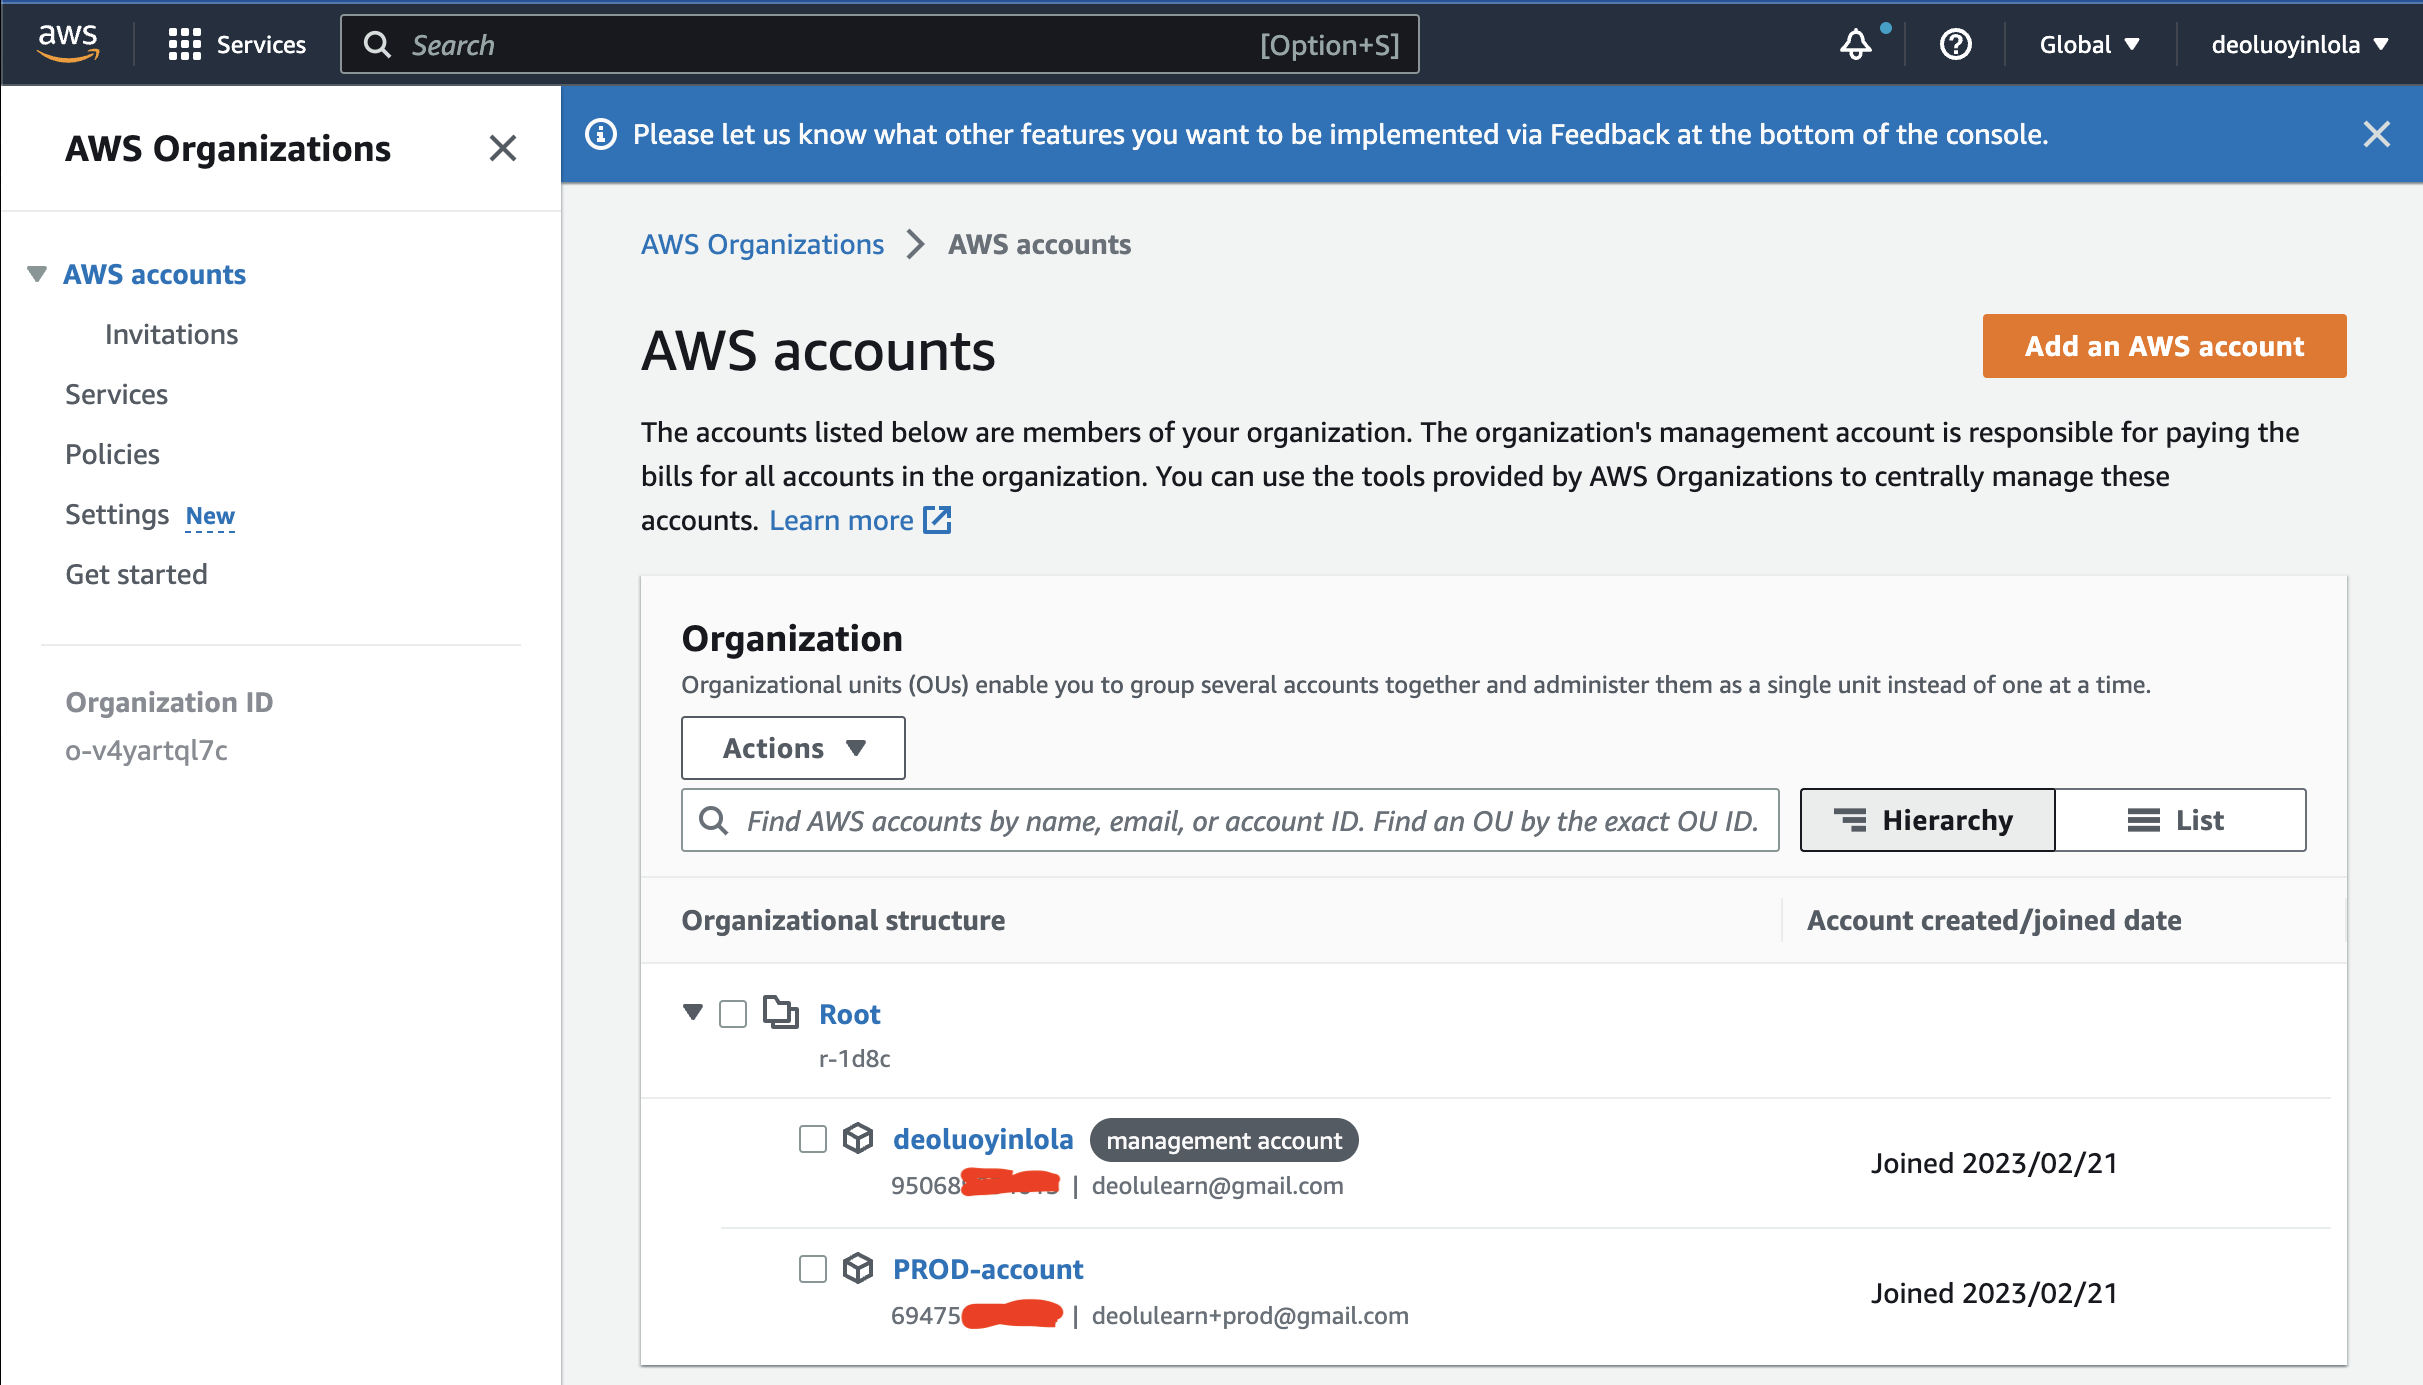 aws
Services
Search
[Option+S]
Global
deoluoyinlola
AWS Organizations
Please let us know what other features you want to be implemented via Feedback at the bottom of the console.
AWS accounts
Invitations
Services
Policies
Settings New
Get started
Organization ID
o-v4yartql7c
AWS Organizations
AWS accounts
AWS accounts
Add an AWS account
The accounts listed below are members of your organization. The organization's management account is responsible for paying the
bills for all accounts in the organization. You can use the tools provided by AWS Organizations to centrally manage these
accounts. Learn more
Organization
Organizational units (OUs) enable you to group several accounts together and administer them as a single unit instead of one at a time.
Actions
Find AWS accounts by name, email, or account ID. Find an OU by the exact OU ID.
Hierarchy
List
Organizational structure
Account created/joined date
Root
r-1d8c
deoluoyinlola management account
Joined 2023/02/21
95068 | deolulearn@gmail.com
PROD-account
Joined 2023/02/21
69475 | deolulearn+prod@gmail.com